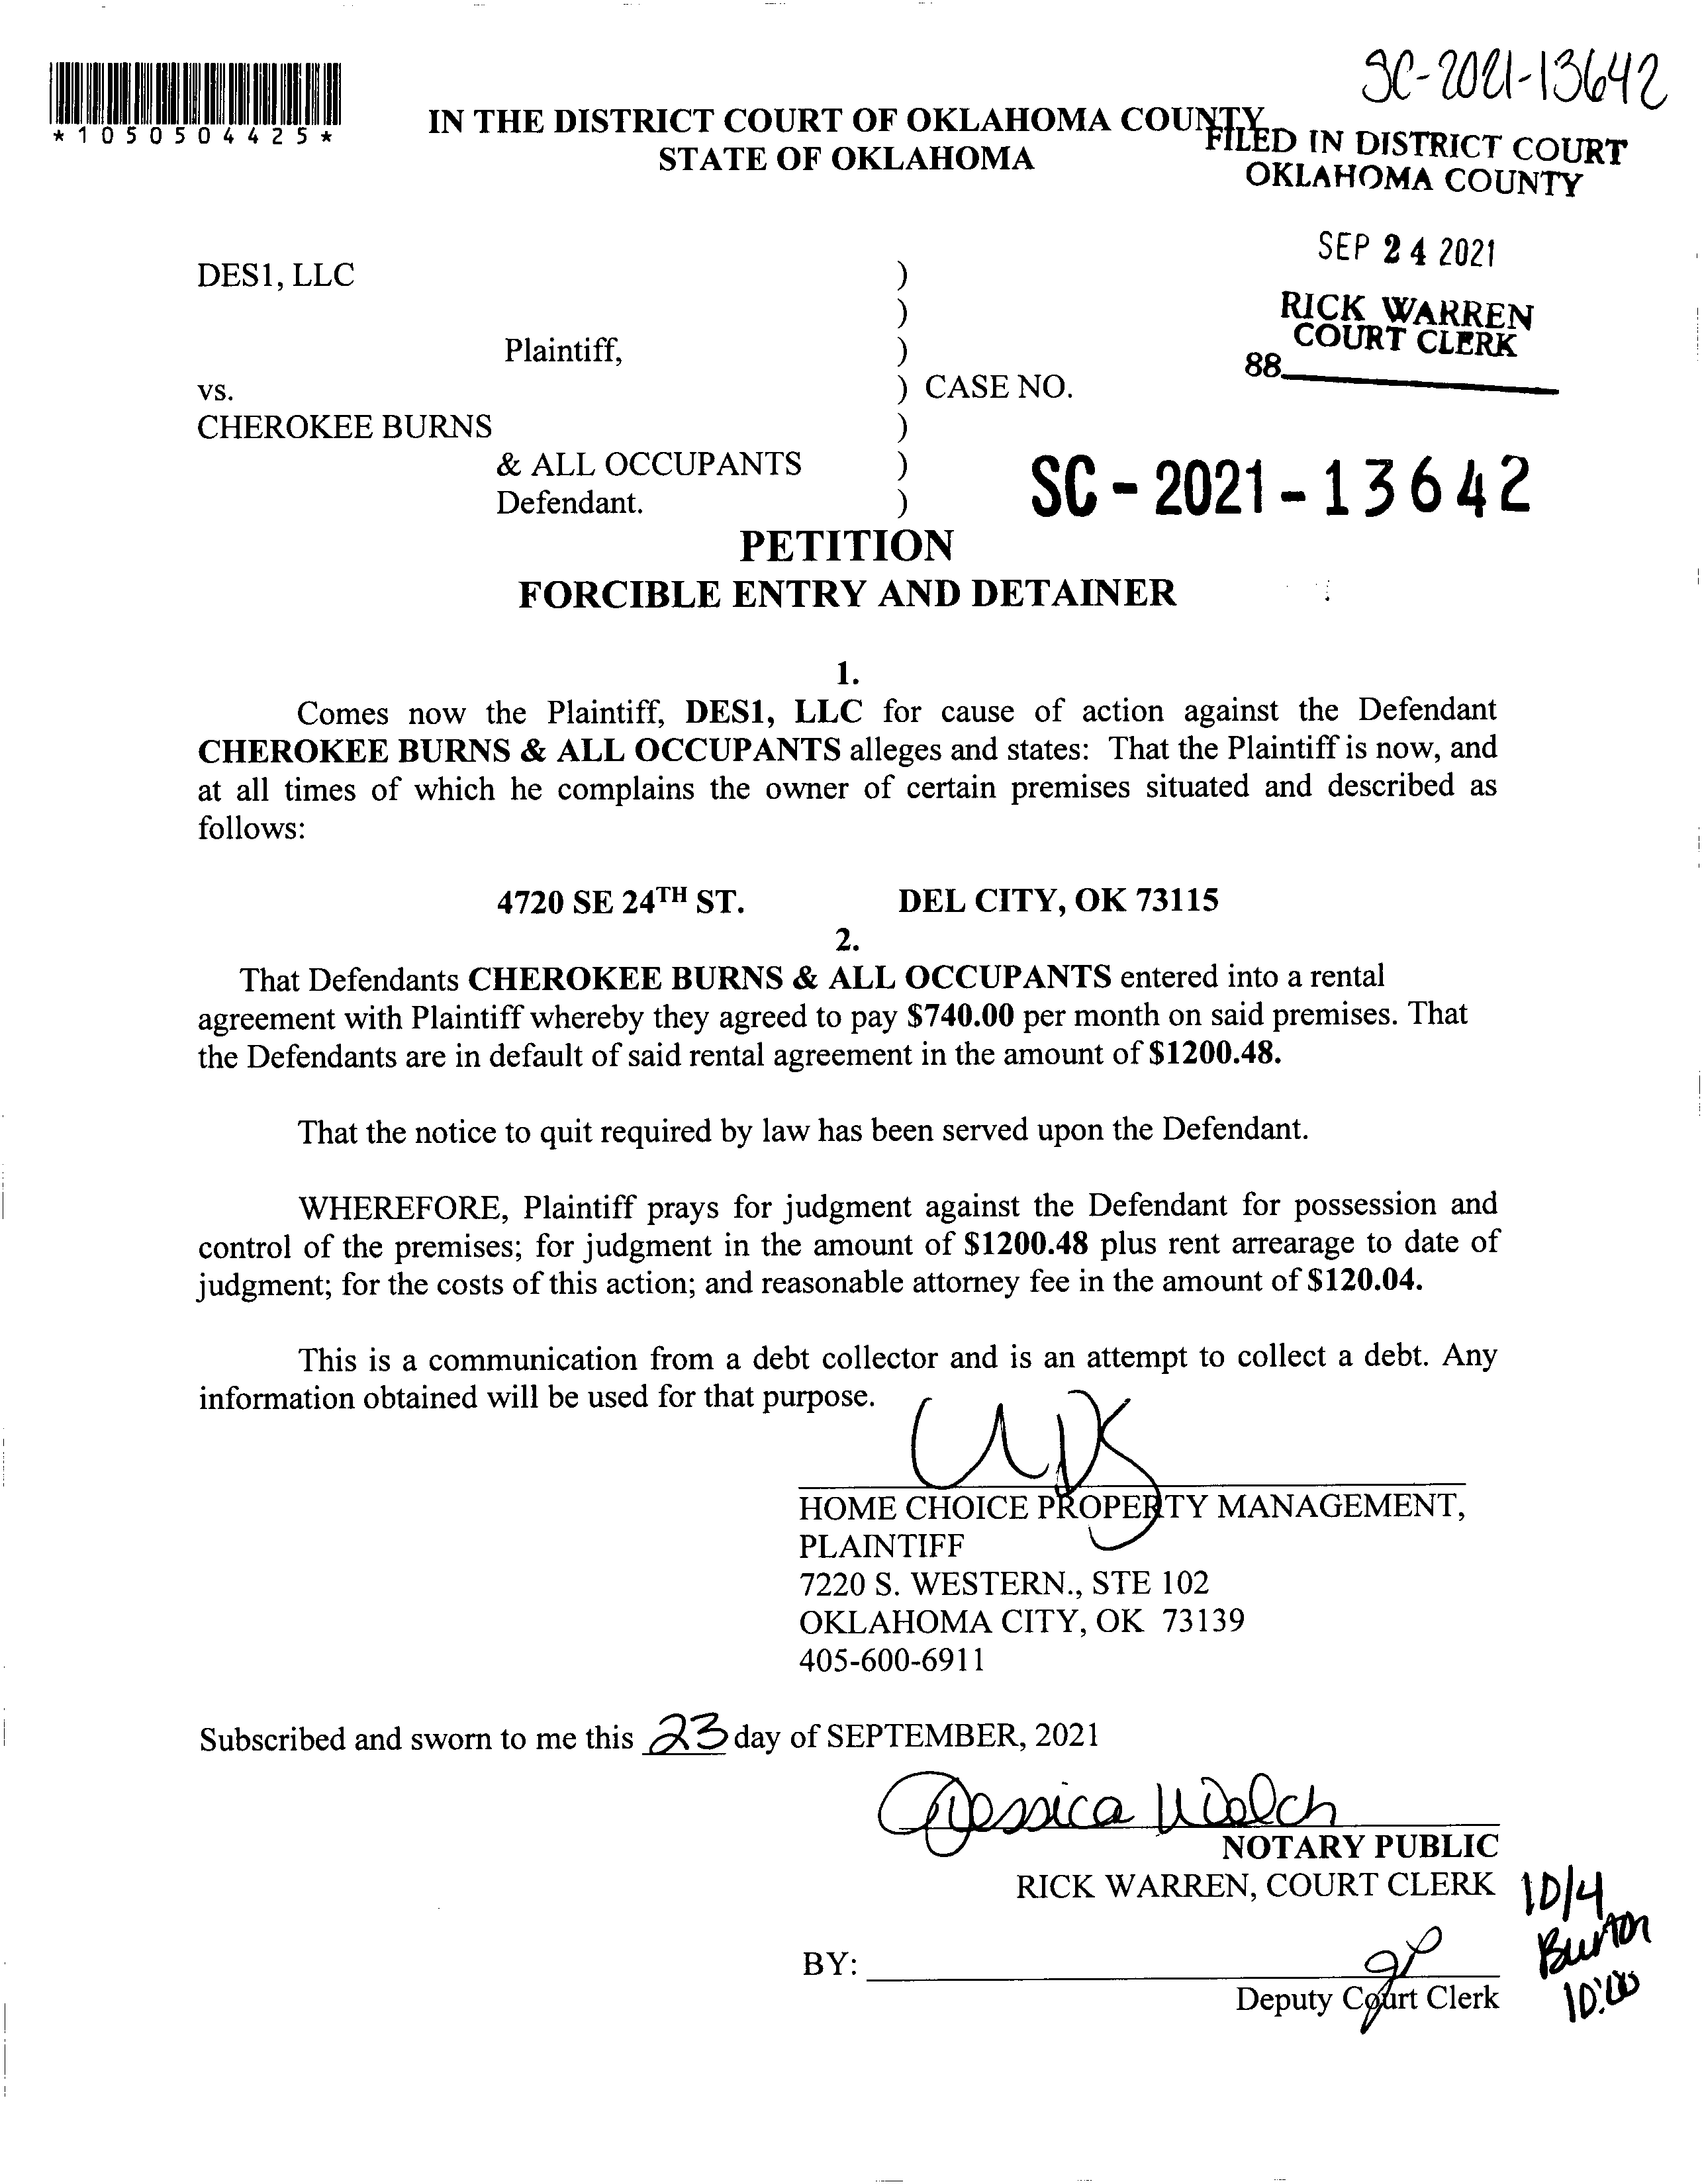 SC-2021-13642
*1050504425*
IN THE DISTRICT COURT OF OKLAHOMA COUNTY
STATE OF OKLAHOMA
FILED IN DISTRICT COURT
OKLAHOMA COUNTY
SEP 24 2021
RICK WARREN
COURT CLERK
88
DES1, LLC )
)
Plaintiff, )
vs. ) CASE NO.
CHEROKEE BURNS )
& ALL OCCUPANTS )
Defendant. )
SC-2021-13642
PETITION
FORCIBLE ENTRY AND DETAINER
1.
Comes now the Plaintiff, DES1, LLC for cause of action against the Defendant
CHEROKEE BURNS & ALL OCCUPANTS alleges and states: That the Plaintiff is now, and
at all times of which he complains the owner of certain premises situated and described as
follows:
4720 SE 24TH ST. DEL CITY, OK 73115
2.
That Defendants CHEROKEE BURNS & ALL OCCUPANTS entered into a rental
agreement with Plaintiff whereby they agreed to pay $740.00 per month on said premises. That
the Defendants are in default of said rental agreement in the amount of $1200.48.
That the notice to quit required by law has been served upon the Defendant.
WHEREFORE, Plaintiff prays for judgment against the Defendant for possession and
control of the premises; for judgment in the amount of $1200.48 plus rent arrearage to date of
judgment; for the costs of this action; and reasonable attorney fee in the amount of $120.04.
This is a communication from a debt collector and is an attempt to collect a debt. Any
information obtained will be used for that purpose.
HOME CHOICE PROPERTY MANAGEMENT,
PLAINTIFF
7220 S. WESTERN., STE 102
OKLAHOMA CITY, OK 73139
405-600-6911
Subscribed and sworn to me this 23 day of SEPTEMBER, 2021
Jessica Welch
NOTARY PUBLIC
RICK WARREN, COURT CLERK
BY:
Deputy Court Clerk
10/4
Burton
10:00